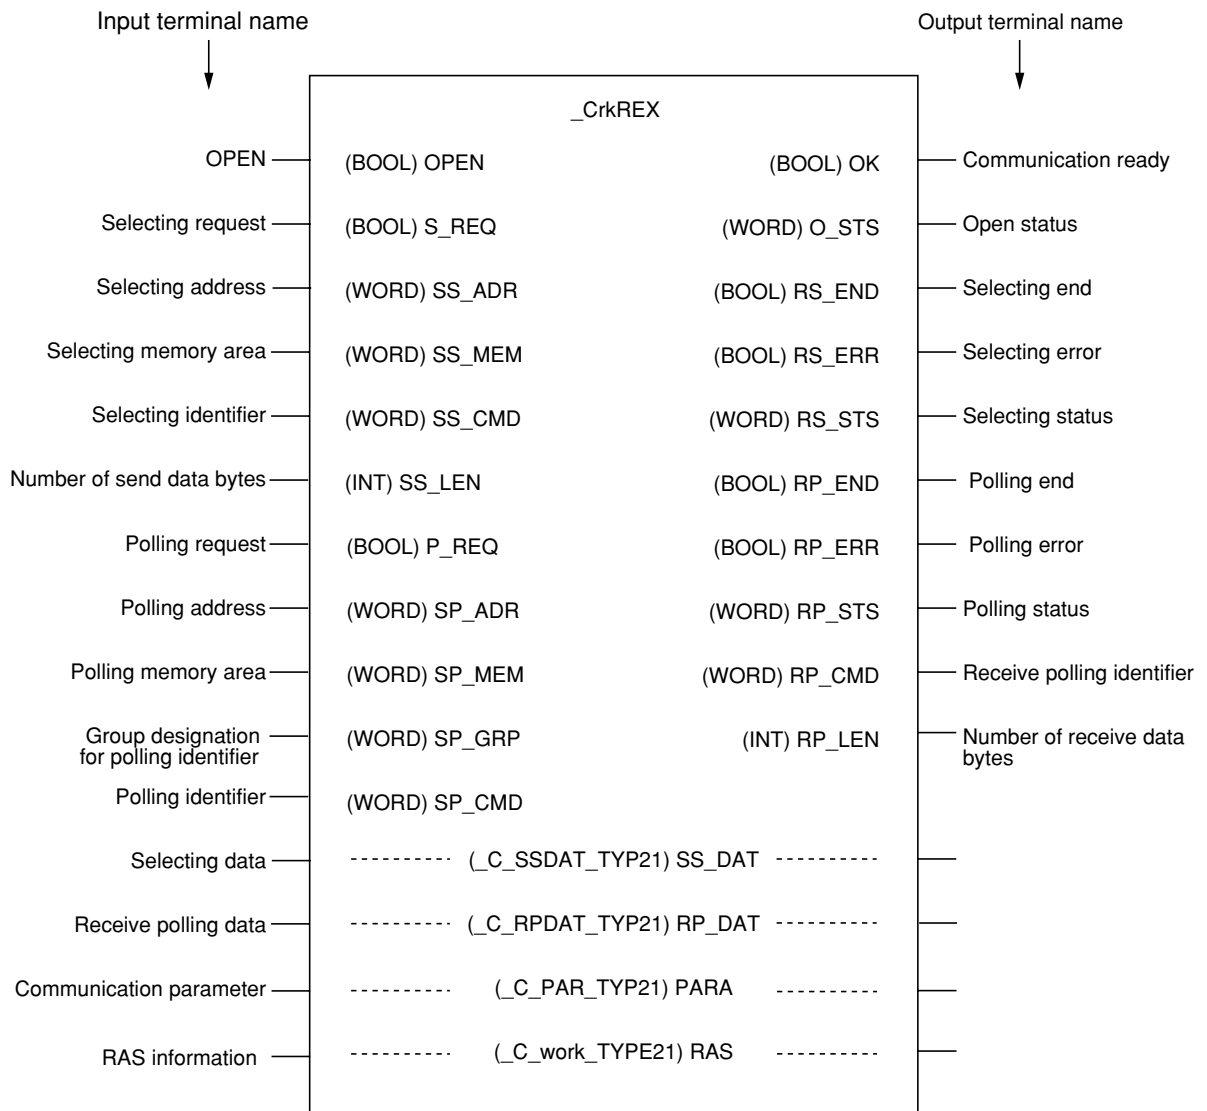 Input terminal name
Output terminal name
_CrkREX
OPEN (BOOL) OPEN (BOOL) OK Communication ready
Selecting request (BOOL) S_REQ (WORD) O_STS Open status
Selecting address (WORD) SS_ADR (BOOL) RS_END Selecting end
Selecting memory area (WORD) SS_MEM (BOOL) RS_ERR Selecting error
Selecting identifier (WORD) SS_CMD (WORD) RS_STS Selecting status
Number of send data bytes (INT) SS_LEN (BOOL) RP_END Polling end
Polling request (BOOL) P_REQ (BOOL) RP_ERR Polling error
Polling address (WORD) SP_ADR (WORD) RP_STS Polling status
Polling memory area (WORD) SP_MEM (WORD) RP_CMD Receive polling identifier
Group designation
for polling identifier
(WORD) SP_GRP (INT) RP_LEN
Number of receive data
bytes
Polling identifier (WORD) SP_CMD
Selecting data (_C_SSDAT_TYP21) SS_DAT
Receive polling data (_C_RPDAT_TYP21) RP_DAT
Communication parameter (_C_PAR_TYP21) PARA
RAS information (_C_work_TYPE21) RAS